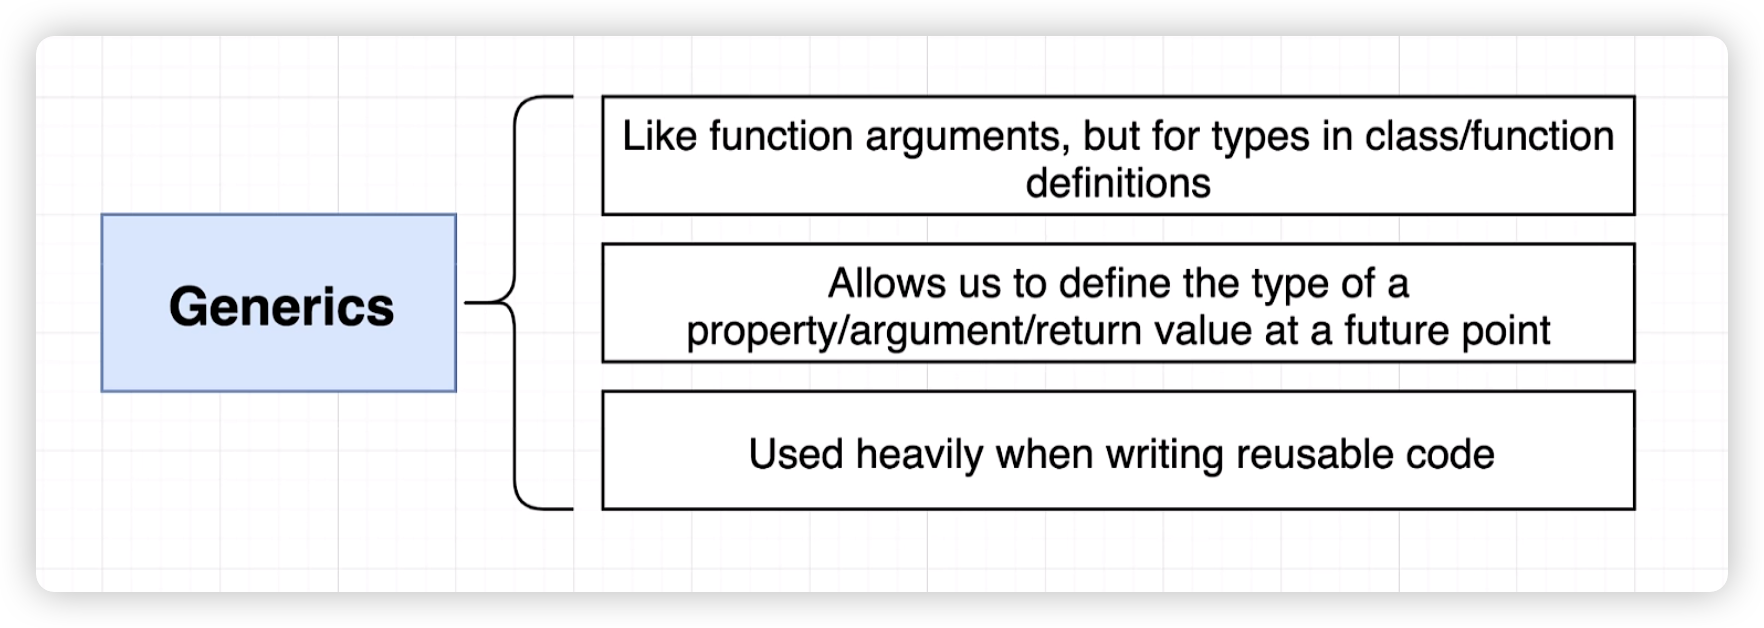 Generics
Like function arguments, but for types in class/function
definitions
Allows us to define the type of a
property/argument/return value at a future point
Used heavily when writing reusable code